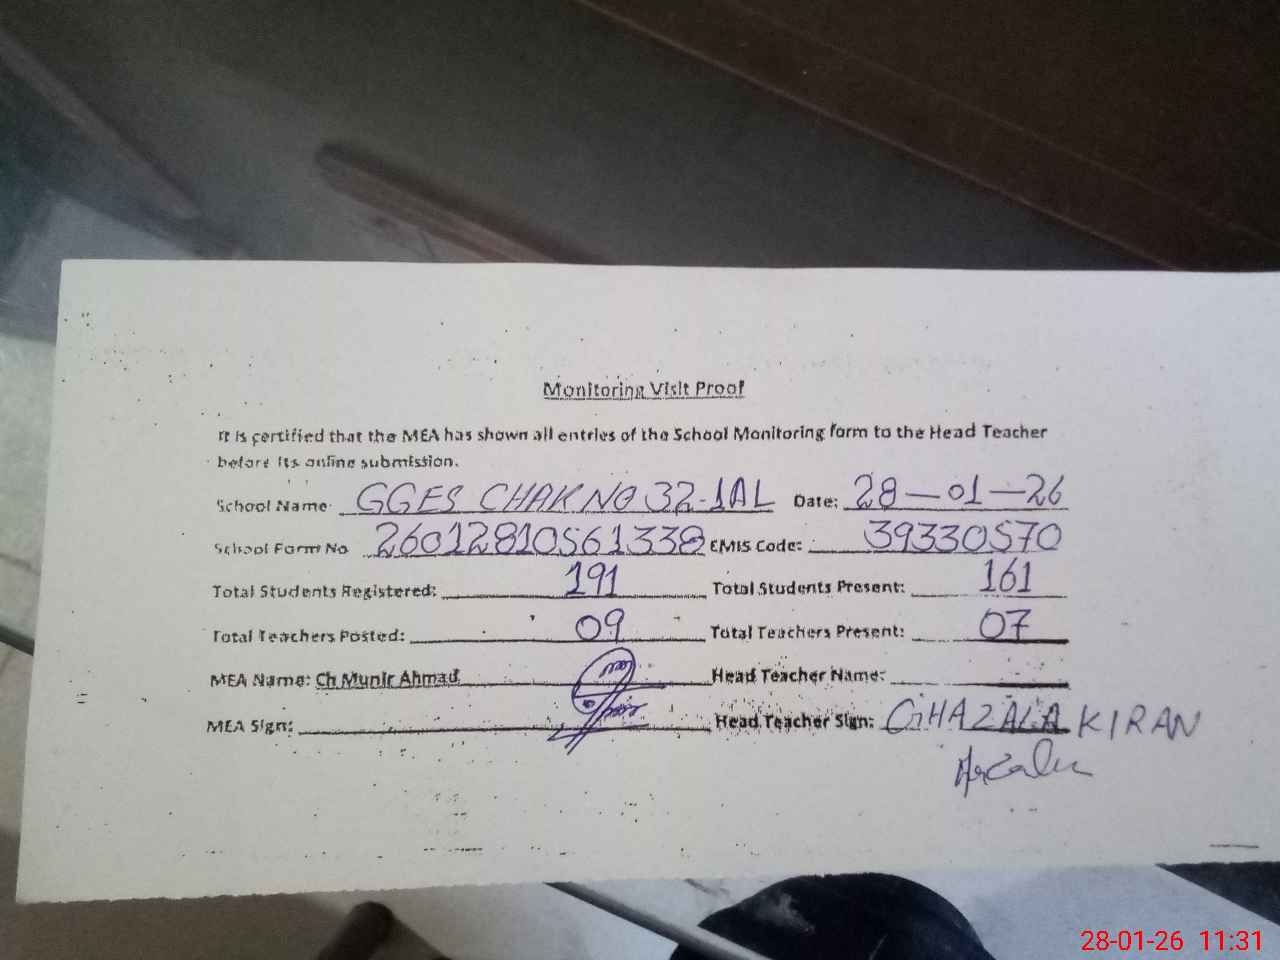 Monitoring Visit Proof
It is certified that the MEA has shown all entries of the School Monitoring form to the Head Teacher
before its online submission.
School Name: GGES CHAK NO 32-1AL Date: 28-01-26
School Form No 26012810561338 EMIS Code: 39330570
Total Students Registered: 191 Total Students Present: 161
Total Teachers Posted: 09 Total Teachers Present: 07
MEA Name: Ch Munir Ahmad Head Teacher Name:
MEA Sign: Head Teacher Sign: GHAZALA KIRAN
28-01-26 11:31